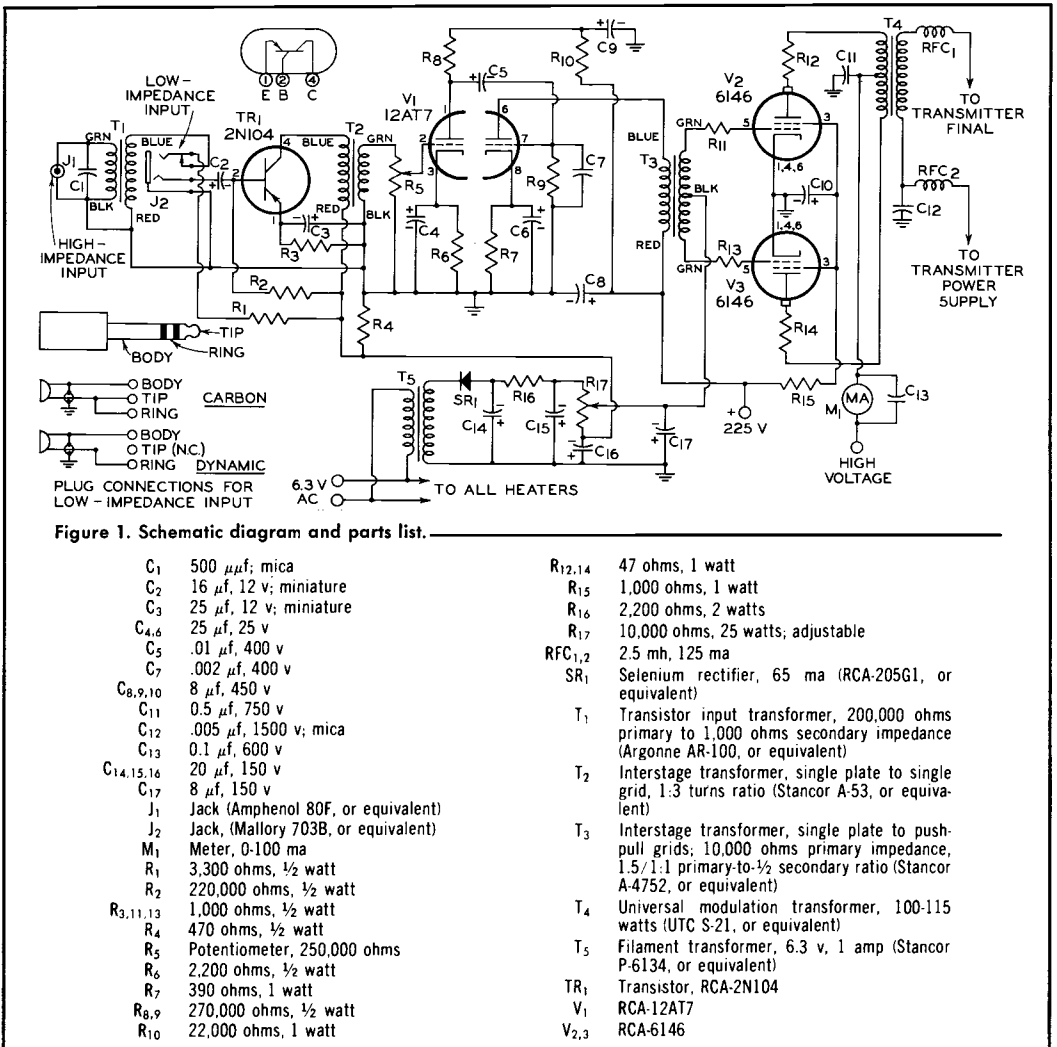 E B C
LOW-
IMPEDANCE
INPUT
T1
GRN
BLUE
J1
C1
J2
C2
BLK
RED
HIGH-
IMPEDANCE
INPUT
TR1
2N104
4
2
1
C3
R3
R2
R1
T2
BLUE
GRN
RED
BLK
R5
R4
R8
C9
R10
C5
V1
12AT7
1
6
2
7
3
8
C4
R6
R7
C6
R9
C7
C8
BLUE
T3
RED
GRN
BLK
GRN
R11
R13
R12
V2
6146
5
3
1,4,6
C10
1,4,6
5
3
V3
6146
R14
C11
T4
RFC1
TO
TRANSMITTER
FINAL
RFC2
C12
TO
TRANSMITTER
POWER
SUPPLY
R15
+
225 V
M1
MA
C13
HIGH
VOLTAGE
T5
SR1
C14
R16
C15
R17
C16
C17
6.3 V
AC
TO ALL HEATERS
TIP
RING
BODY
BODY
TIP
RING
CARBON
BODY
TIP (N.C.)
RING
DYNAMIC
PLUG CONNECTIONS FOR
LOW-IMPEDANCE INPUT
Figure 1. Schematic diagram and parts list.
C1 500 μμf; mica
C2 16 μf, 12 v; miniature
C3 25 μf, 12 v; miniature
C4,6 25 μf, 25 v
C5 .01 μf, 400 v
C7 .002 μf, 400 v
C8,9,10 8 μf, 450 v
C11 0.5 μf, 750 v
C12 .005 μf, 1500 v; mica
C13 0.1 μf, 600 v
C14,15,16 20 μf, 150 v
C17 8 μf, 150 v
J1 Jack (Amphenol 80F, or equivalent)
J2 Jack, (Mallory 703B, or equivalent)
M1 Meter, 0-100 ma
R1 3,300 ohms, ½ watt
R2 220,000 ohms, ½ watt
R3,11,13 1,000 ohms, ½ watt
R4 470 ohms, ½ watt
R5 Potentiometer, 250,000 ohms
R6 2,200 ohms, ½ watt
R7 390 ohms, 1 watt
R8,9 270,000 ohms, ½ watt
R10 22,000 ohms, 1 watt
R12,14 47 ohms, 1 watt
R15 1,000 ohms, 1 watt
R16 2,200 ohms, 2 watts
R17 10,000 ohms, 25 watts; adjustable
RFC1,2 2.5 mh, 125 ma
SR1 Selenium rectifier, 65 ma (RCA-205G1, or
equivalent)
T1 Transistor input transformer, 200,000 ohms
primary to 1,000 ohms secondary impedance
(Argonne AR-100, or equivalent)
T2 Interstage transformer, single plate to single
grid, 1:3 turns ratio (Stancor A-53, or equiva-
lent)
T3 Interstage transformer, single plate to push-
pull grids; 10,000 ohms primary impedance,
1.5/1:1 primary-to-½ secondary ratio (Stancor
A-4752, or equivalent)
T4 Universal modulation transformer, 100-115
watts (UTC S-21, or equivalent)
T5 Filament transformer, 6.3 v, 1 amp (Stancor
P-6134, or equivalent)
TR1 Transistor, RCA-2N104
V1 RCA-12AT7
V2,3 RCA-6146